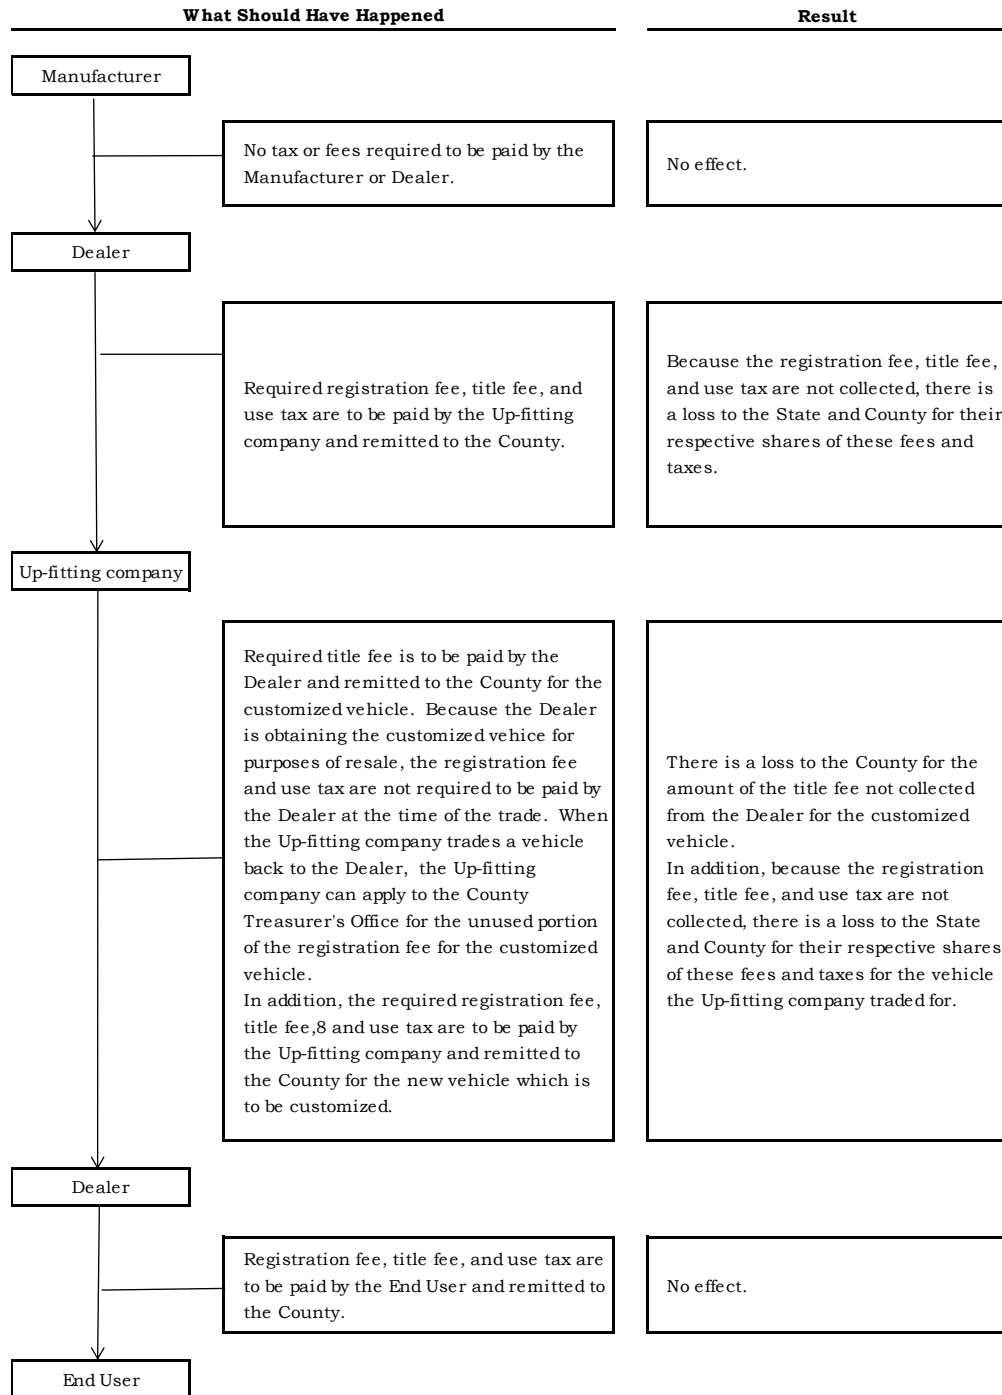 What Should Have Happened
Result
Manufacturer
No tax or fees required to be paid by the
Manufacturer or Dealer.
No effect.
Dealer
Required registration fee, title fee, and
use tax are to be paid by the Up-fitting
company and remitted to the County.
Because the registration fee, title fee,
and use tax are not collected, there is
a loss to the State and County for their
respective shares of these fees and
taxes.
Up-fitting company
Required title fee is to be paid by the
Dealer and remitted to the County for the
customized vehicle.  Because the Dealer
is obtaining the customized vehice for
purposes of resale, the registration fee
and use tax are not required to be paid by
the Dealer at the time of the trade.  When
the Up-fitting company trades a vehicle
back to the Dealer,  the Up-fitting
company can apply to the County
Treasurer's Office for the unused portion
of the registration fee for the customized
vehicle.
In addition, the required registration fee,
title fee,8 and use tax are to be paid by
the Up-fitting company and remitted to
the County for the new vehicle which is
to be customized.
There is a loss to the County for the
amount of the title fee not collected
from the Dealer for the customized
vehicle.
In addition, because the registration
fee, title fee, and use tax are not
collected, there is a loss to the State
and County for their respective shares
of these fees and taxes for the vehicle
the Up-fitting company traded for.
Dealer
Registration fee, title fee, and use tax are
to be paid by the End User and remitted to
the County.
No effect.
End User